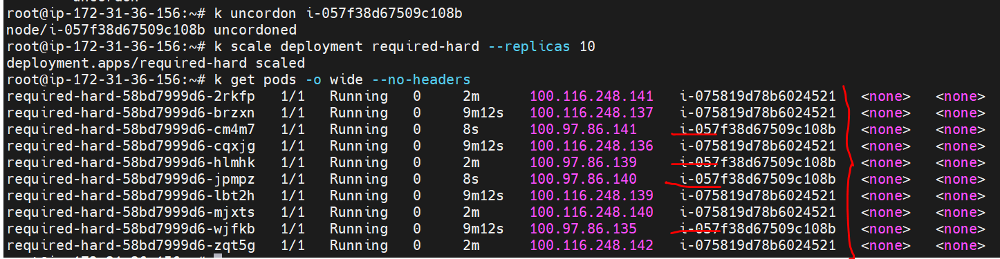 root@ip-172-31-36-156:~# k uncordon i-057f38d67509c108b
node/i-057f38d67509c108b uncordoned
root@ip-172-31-36-156:~# k scale deployment required-hard --replicas 10
deployment.apps/required-hard scaled
root@ip-172-31-36-156:~# k get pods -o wide --no-headers
required-hard-58bd7999d6-2rkfp 1/1 Running 0 2m 100.116.248.141 i-075819d78b6024521 <none> <none>
required-hard-58bd7999d6-brzxn 1/1 Running 0 9m12s 100.116.248.137 i-075819d78b6024521 <none> <none>
required-hard-58bd7999d6-cm4m7 1/1 Running 0 8s 100.97.86.141 i-057f38d67509c108b <none> <none>
required-hard-58bd7999d6-cqxjg 1/1 Running 0 9m12s 100.116.248.136 i-075819d78b6024521 <none> <none>
required-hard-58bd7999d6-hlmhk 1/1 Running 0 2m 100.97.86.139 i-057f38d67509c108b <none> <none>
required-hard-58bd7999d6-jpmpz 1/1 Running 0 8s 100.97.86.140 i-057f38d67509c108b <none> <none>
required-hard-58bd7999d6-lbt2h 1/1 Running 0 9m12s 100.116.248.139 i-075819d78b6024521 <none> <none>
required-hard-58bd7999d6-mjxts 1/1 Running 0 2m 100.116.248.140 i-075819d78b6024521 <none> <none>
required-hard-58bd7999d6-wjfkb 1/1 Running 0 9m12s 100.97.86.135 i-057f38d67509c108b <none> <none>
required-hard-58bd7999d6-zqt5g 1/1 Running 0 2m 100.116.248.142 i-075819d78b6024521 <none> <none>